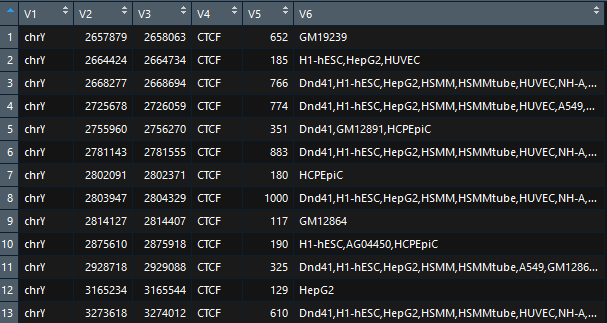 V1 V2 V3 V4 V5 V6
1 chrY 2657879 2658063 CTCF 652 GM19239
2 chrY 2664424 2664734 CTCF 185 H1-hESC,HepG2,HUVEC
3 chrY 2668277 2668694 CTCF 766 Dnd41,H1-hESC,HepG2,HSMM,HSMMtube,HUVEC,NH-A,...
4 chrY 2725678 2726059 CTCF 774 Dnd41,H1-hESC,HepG2,HSMM,HSMMtube,HUVEC,A549,...
5 chrY 2755960 2756270 CTCF 351 Dnd41,GM12891,HCPEpiC
6 chrY 2781143 2781555 CTCF 883 Dnd41,H1-hESC,HepG2,HSMM,HSMMtube,HUVEC,NH-A,...
7 chrY 2802091 2802371 CTCF 180 HCPEpiC
8 chrY 2803947 2804329 CTCF 1000 Dnd41,H1-hESC,HepG2,HSMM,HSMMtube,HUVEC,NH-A,...
9 chrY 2814127 2814407 CTCF 117 GM12864
10 chrY 2875610 2875918 CTCF 190 H1-hESC,AG04450,HCPEpiC
11 chrY 2928718 2929088 CTCF 325 Dnd41,H1-hESC,HepG2,HSMM,HSMMtube,A549,GM1286...
12 chrY 3165234 3165544 CTCF 129 HepG2
13 chrY 3273618 3274012 CTCF 610 Dnd41,H1-hESC,HepG2,HSMM,HSMMtube,HUVEC,NH-A,...